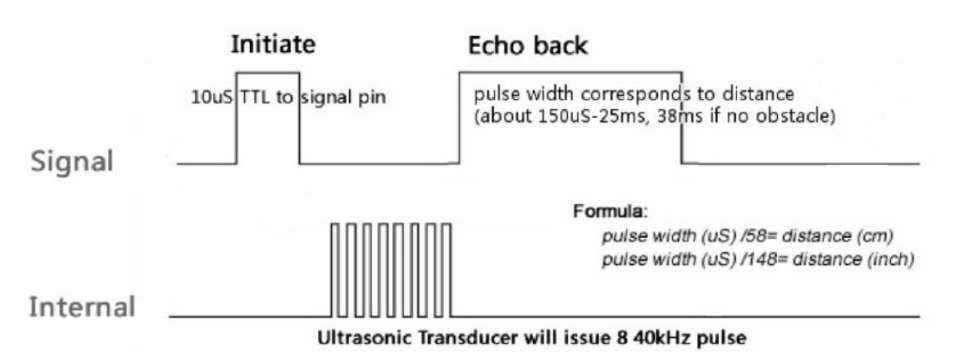 Initiate
Echo back
10uS TTL to signal pin
pulse width corresponds to distance
(about 150uS-25ms, 38ms if no obstacle)
Signal
Formula:
pulse width (uS) /58= distance (cm)
pulse width (uS) /148= distance (inch)
Internal
Ultrasonic Transducer will issue 8 40kHz pulse